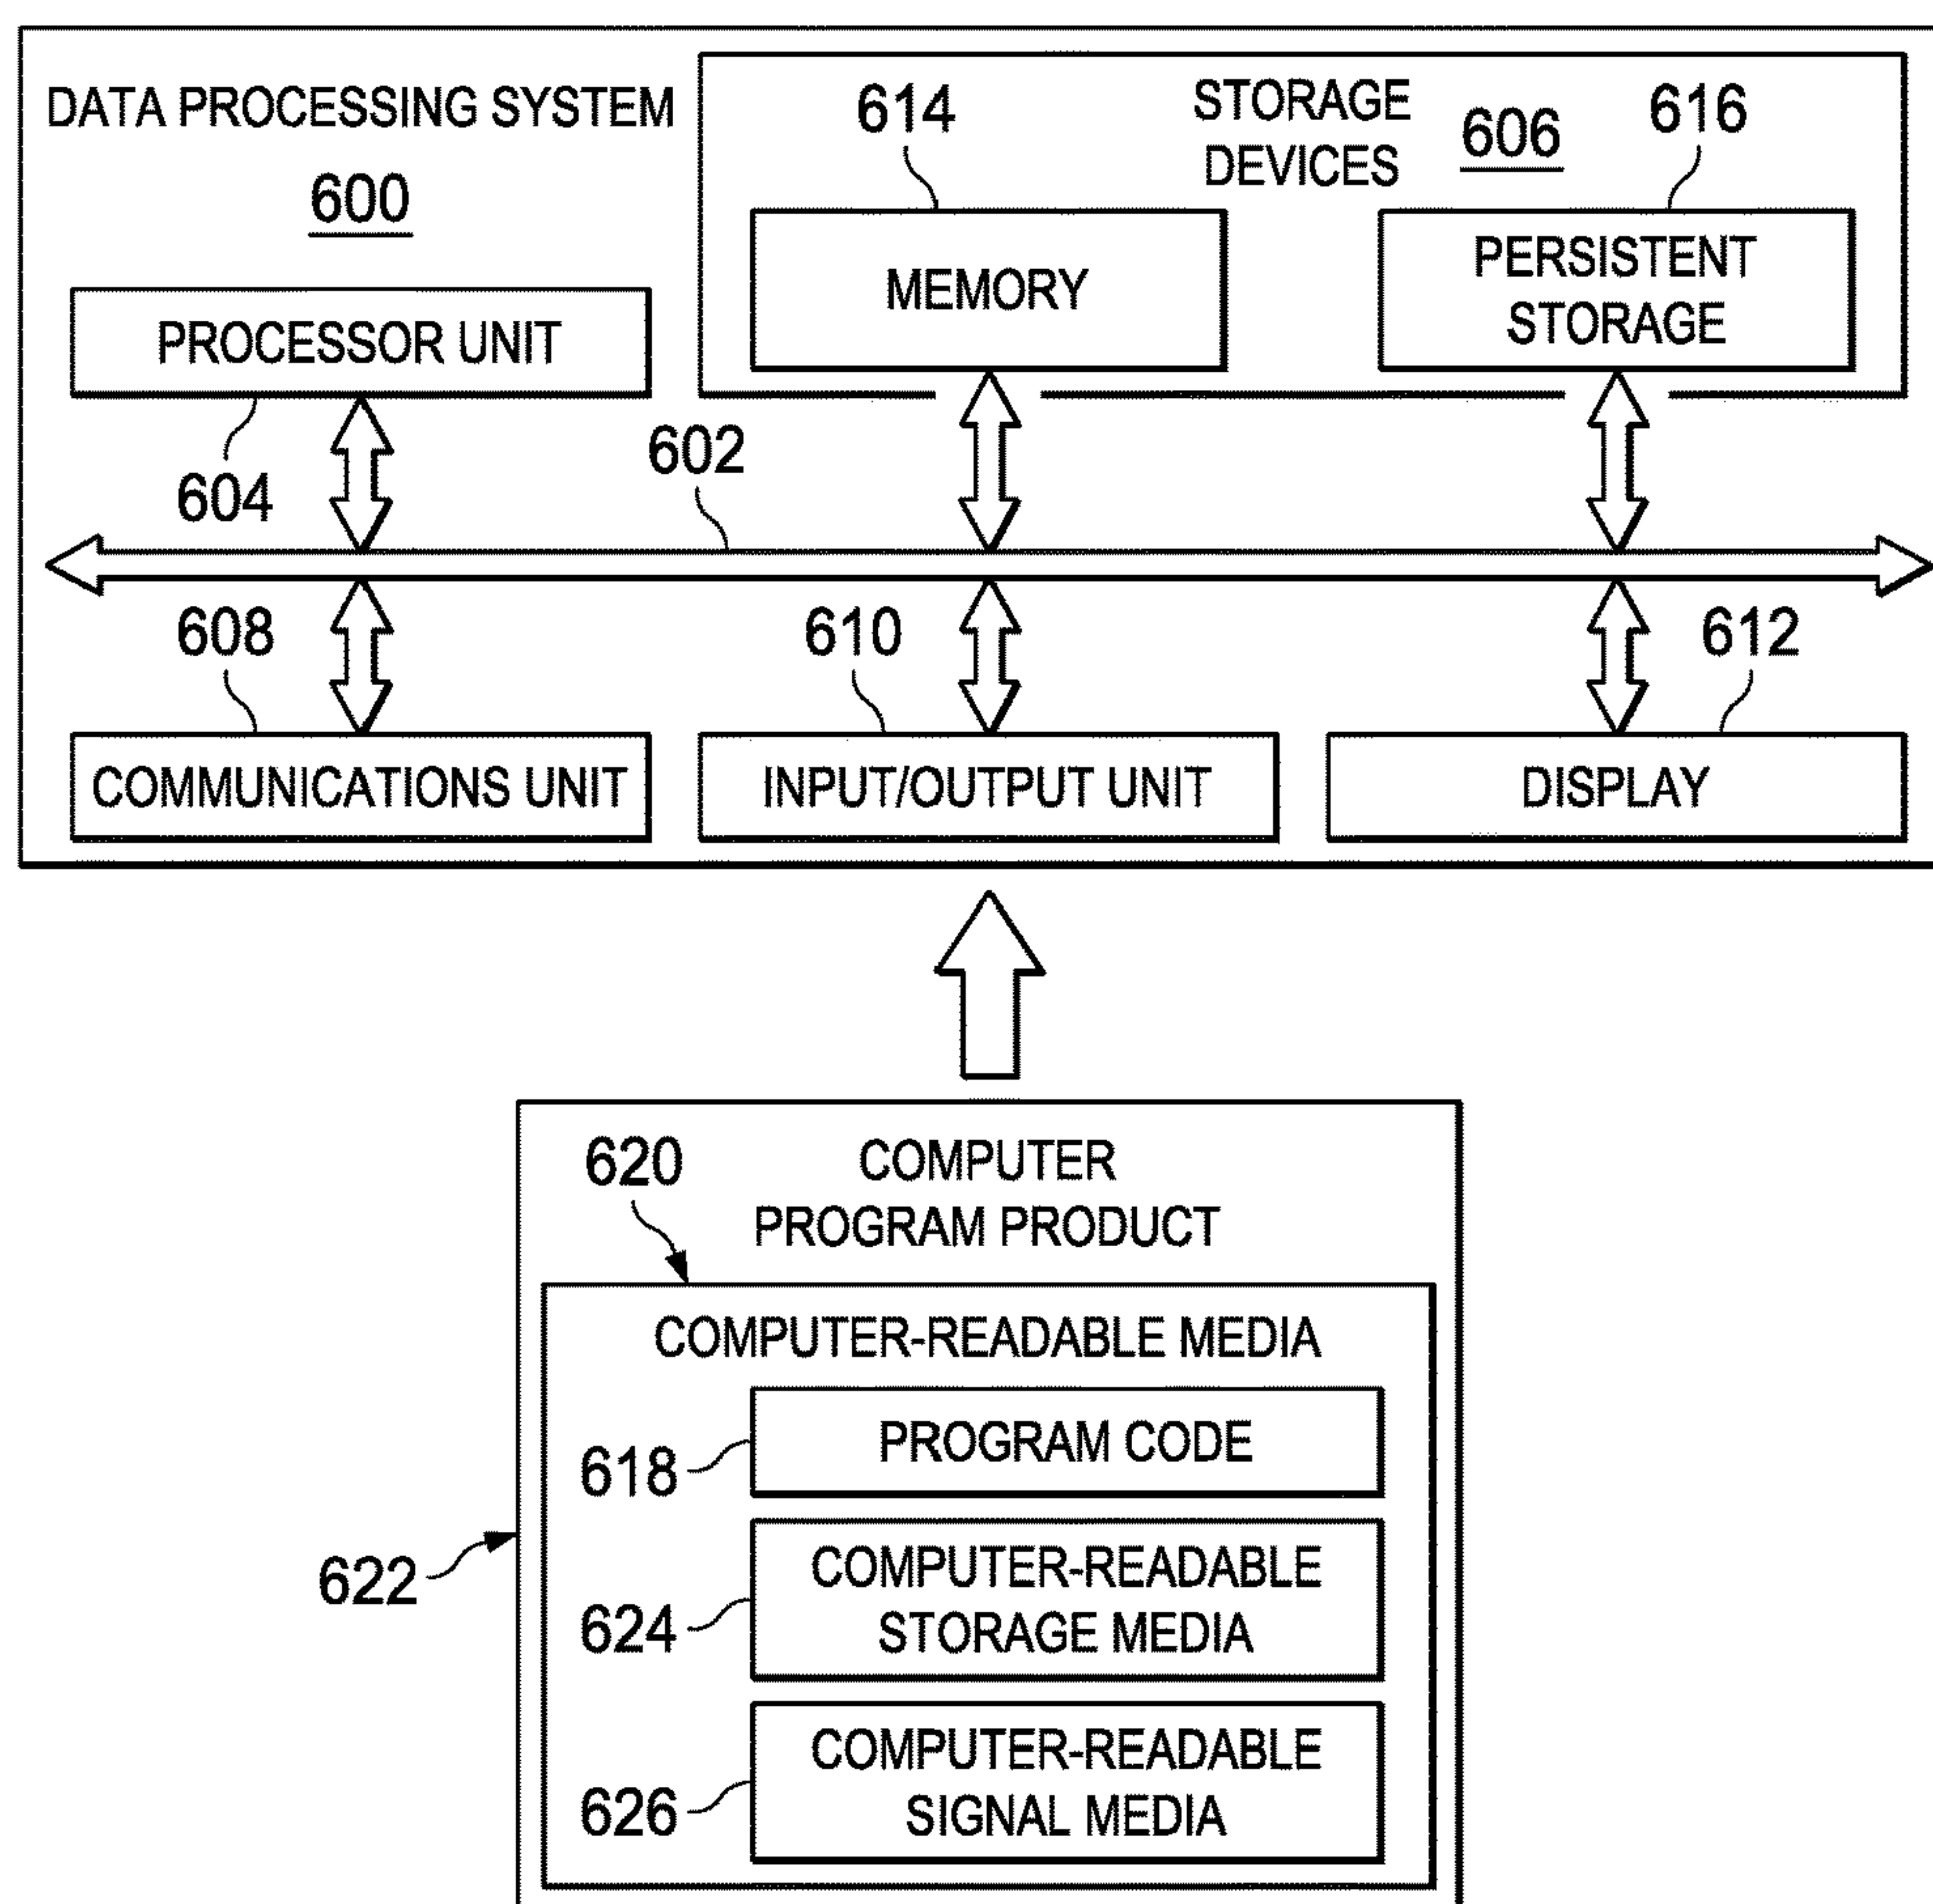 DATA PROCESSING SYSTEM
600
614
STORAGE
DEVICES
606
616
MEMORY
PERSISTENT
STORAGE
PROCESSOR UNIT
604
602
608
610
612
COMMUNICATIONS UNIT
INPUT/OUTPUT UNIT
DISPLAY
620
COMPUTER
PROGRAM PRODUCT
COMPUTER-READABLE MEDIA
PROGRAM CODE
618
622
COMPUTER-READABLE
STORAGE MEDIA
624
COMPUTER-READABLE
SIGNAL MEDIA
626